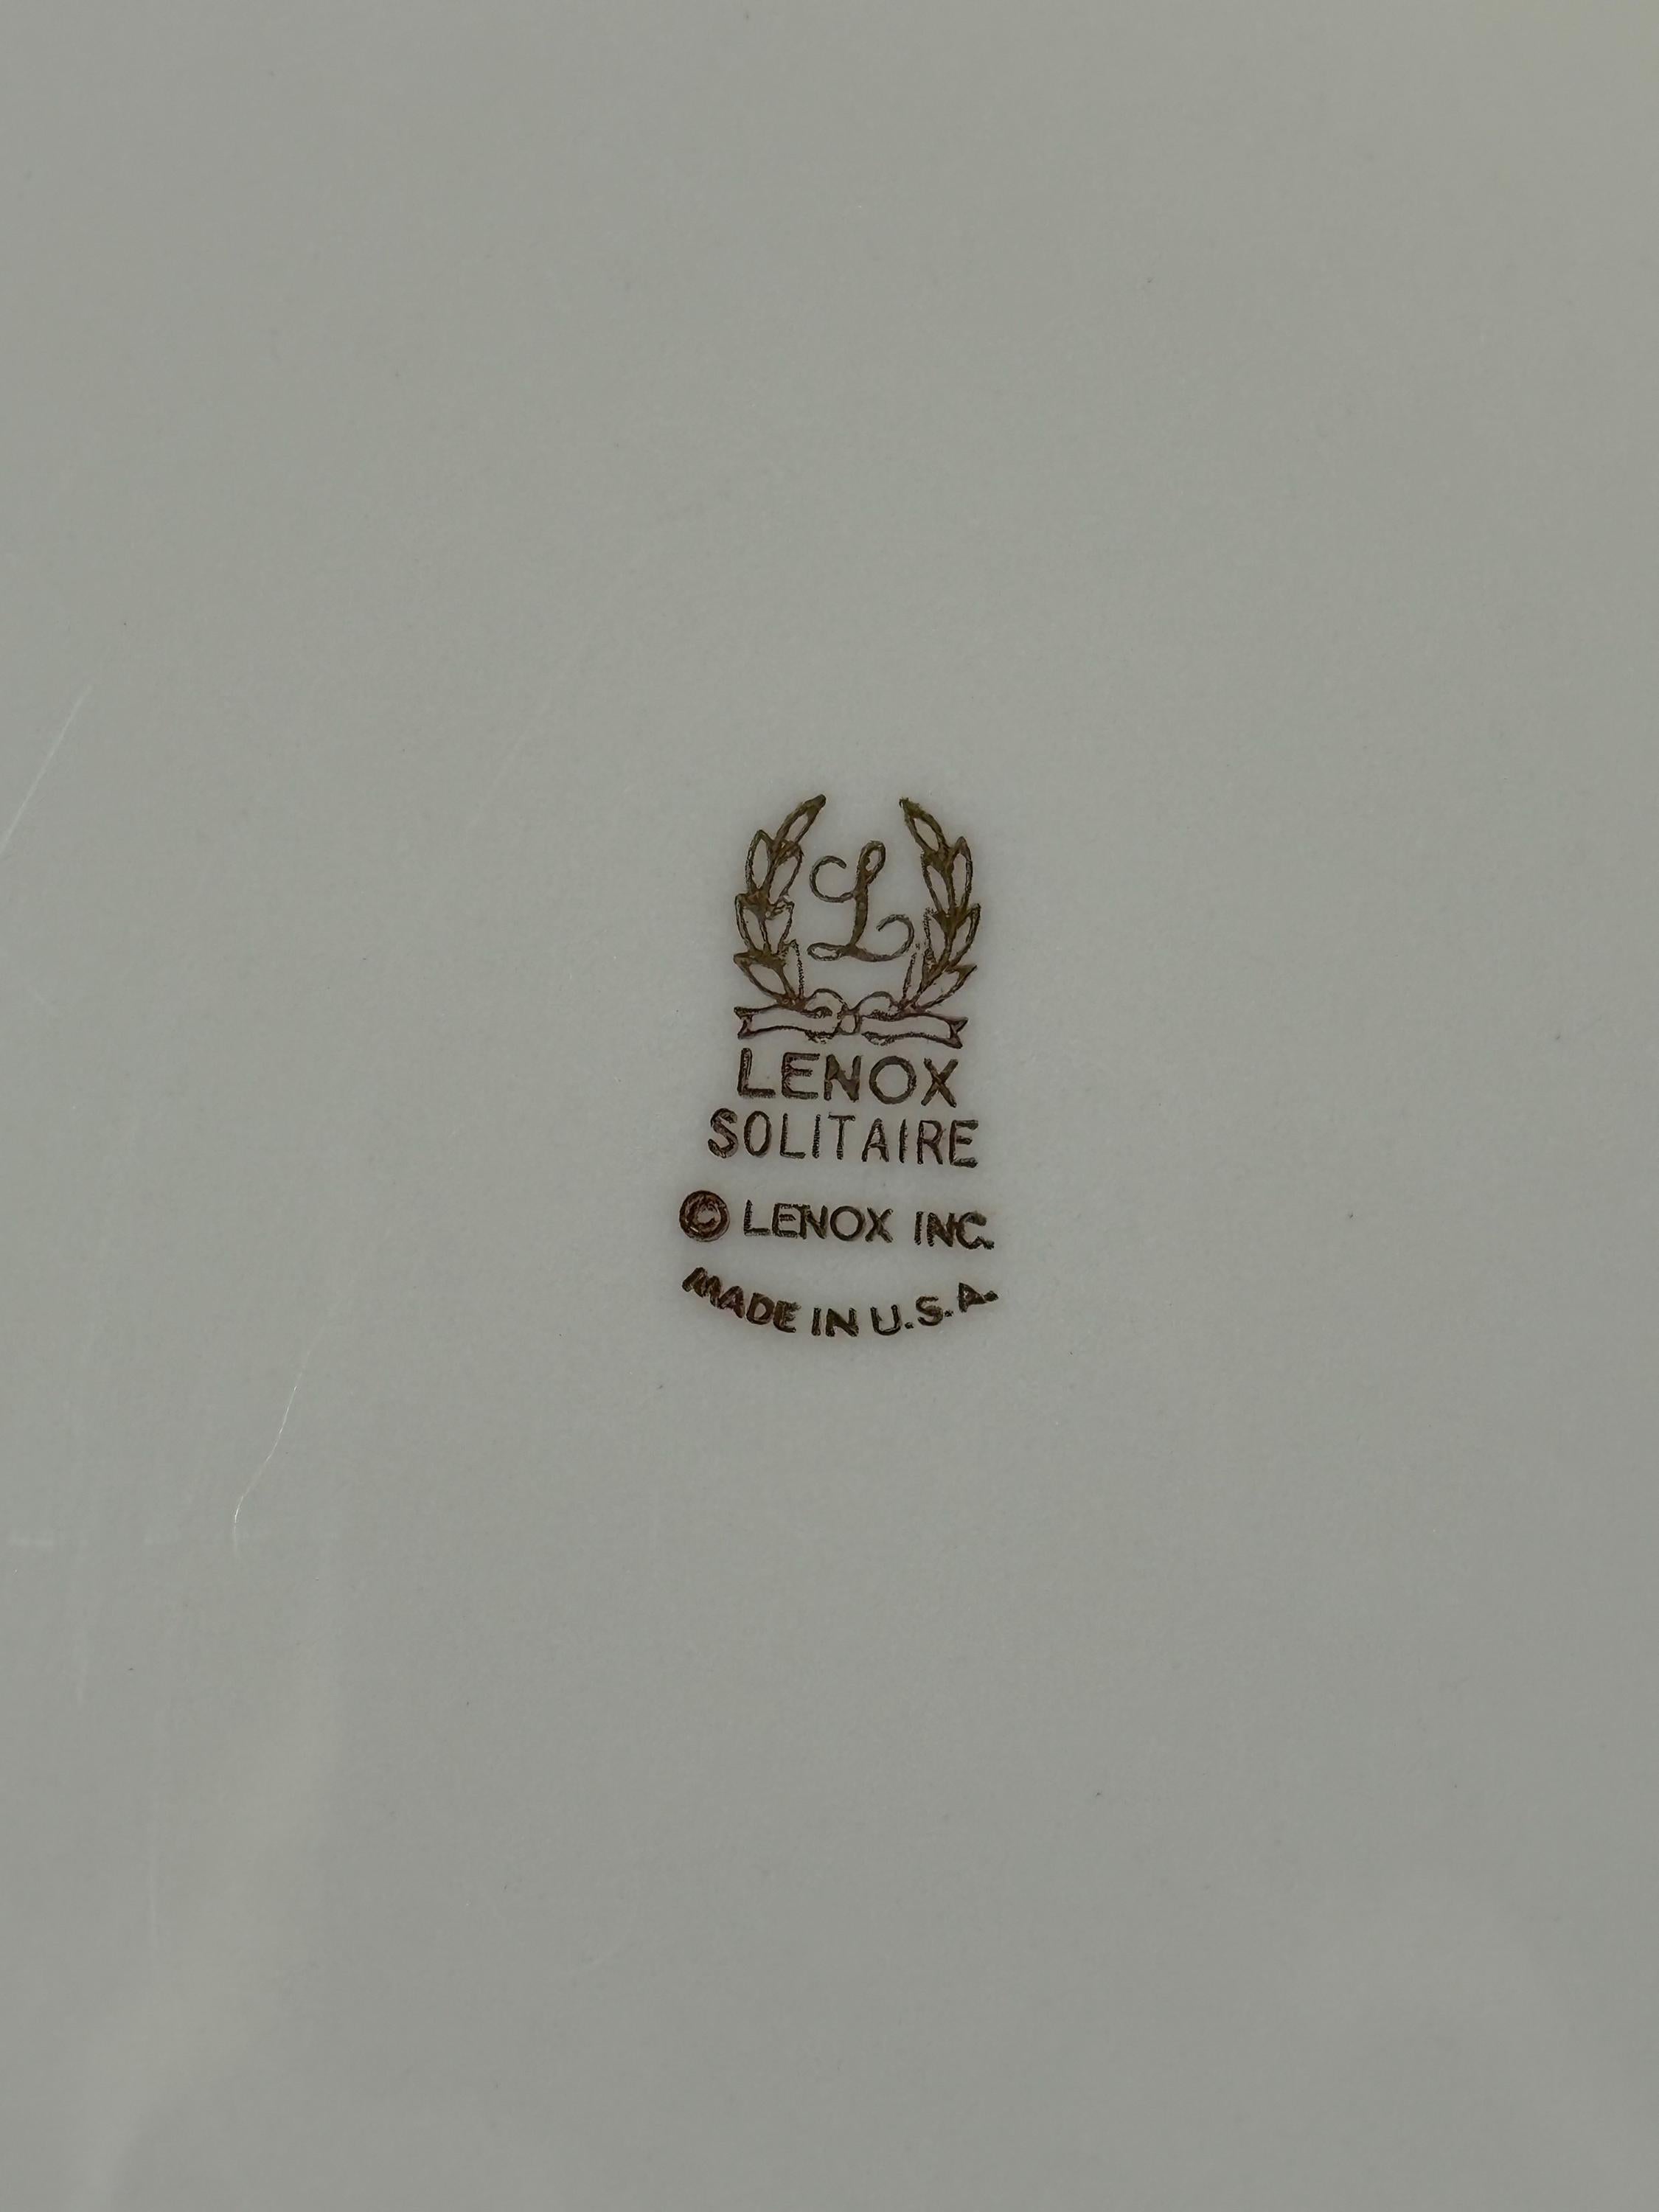 L
LENOX
SOLITAIRE
© LENOX INC.
MADE IN U.S.A.